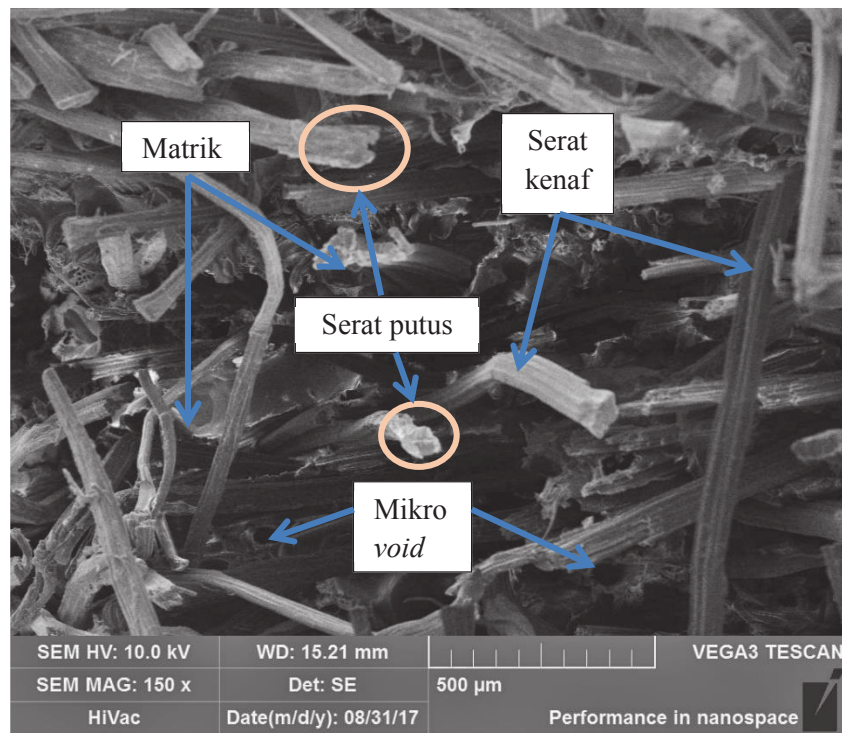 Matrik
Serat
kenaf
Serat putus
Mikro
void
SEM HV: 10.0 kV
WD: 15.21 mm
VEGA3 TESCAN
SEM MAG: 150 x
Det: SE
500 µm
HiVac
Date(m/d/y): 08/31/17
Performance in nanospace